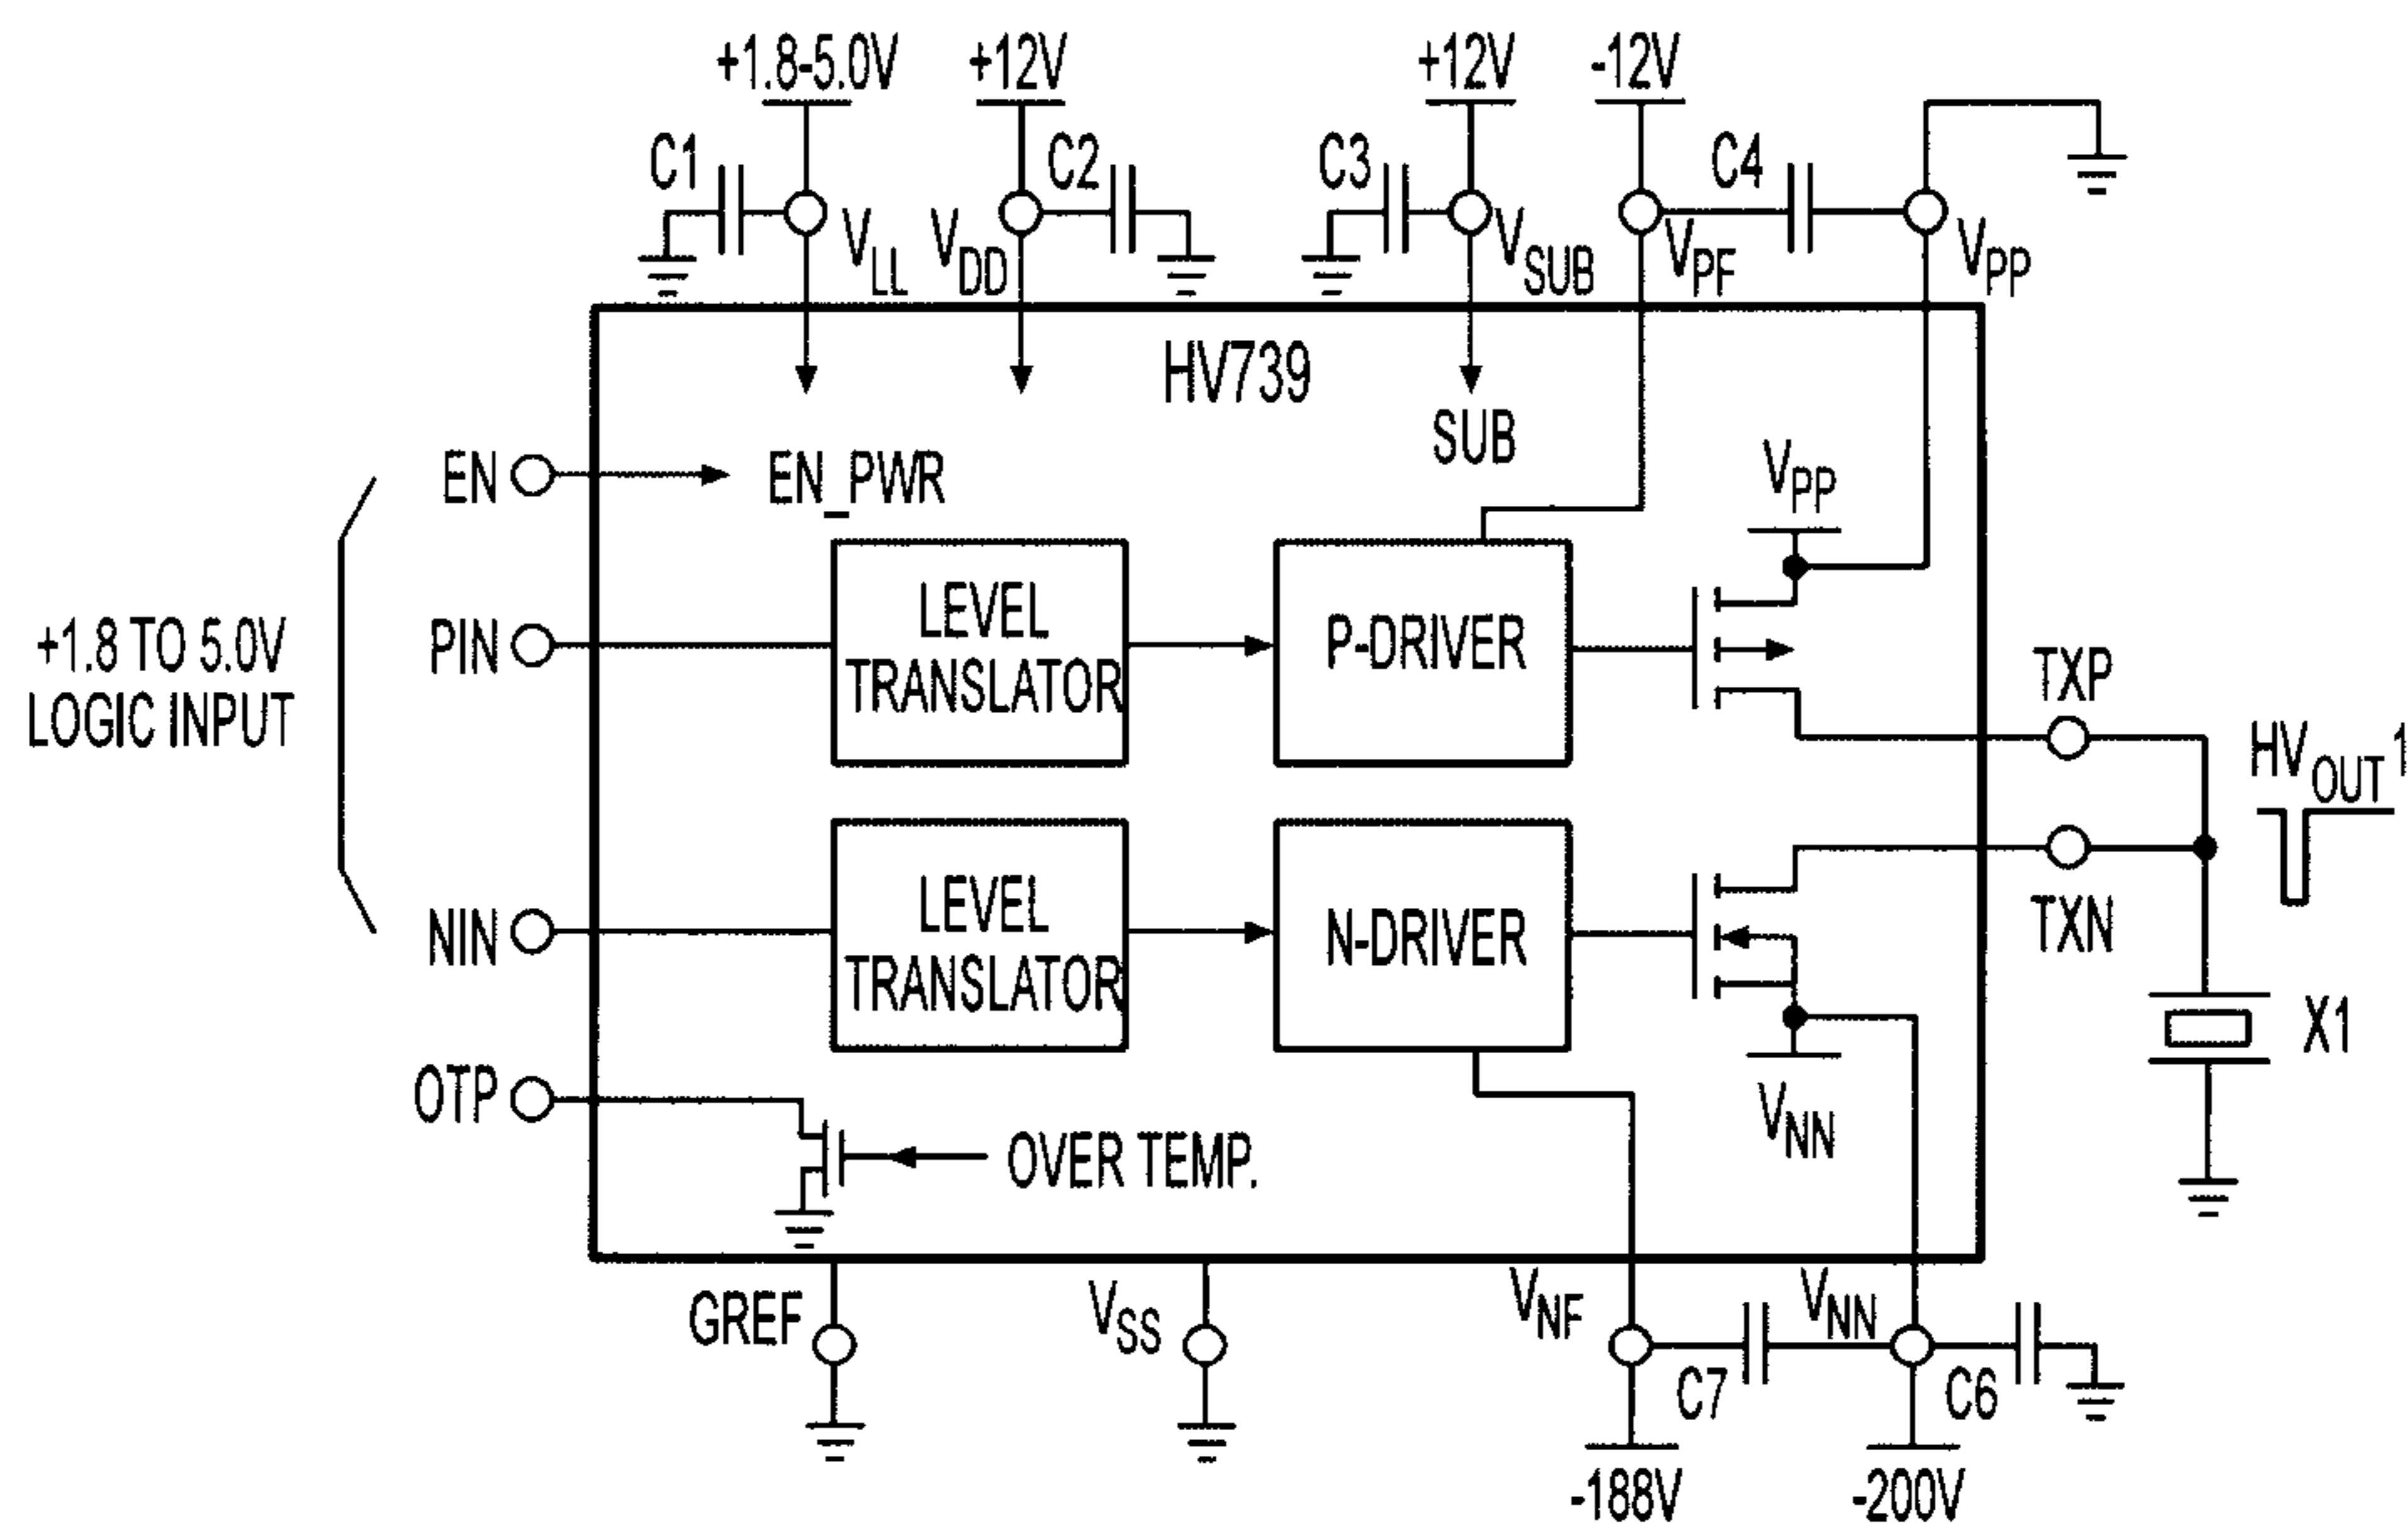 +1.8-5.0V
+12V
+12V
-12V
C1
C2
C3
C4
VLL
VDD
VSUB
VPF
VPP
HV739
SUB
EN
EN_PWR
VPP
+1.8 TO 5.0V
LOGIC INPUT
PIN
LEVEL
TRANSLATOR
P-DRIVER
TXP
HVOUT1
NIN
LEVEL
TRANSLATOR
N-DRIVER
TXN
X1
OTP
OVER TEMP.
VNN
GREF
VSS
VNF
VNN
C7
C6
-188V
-200V